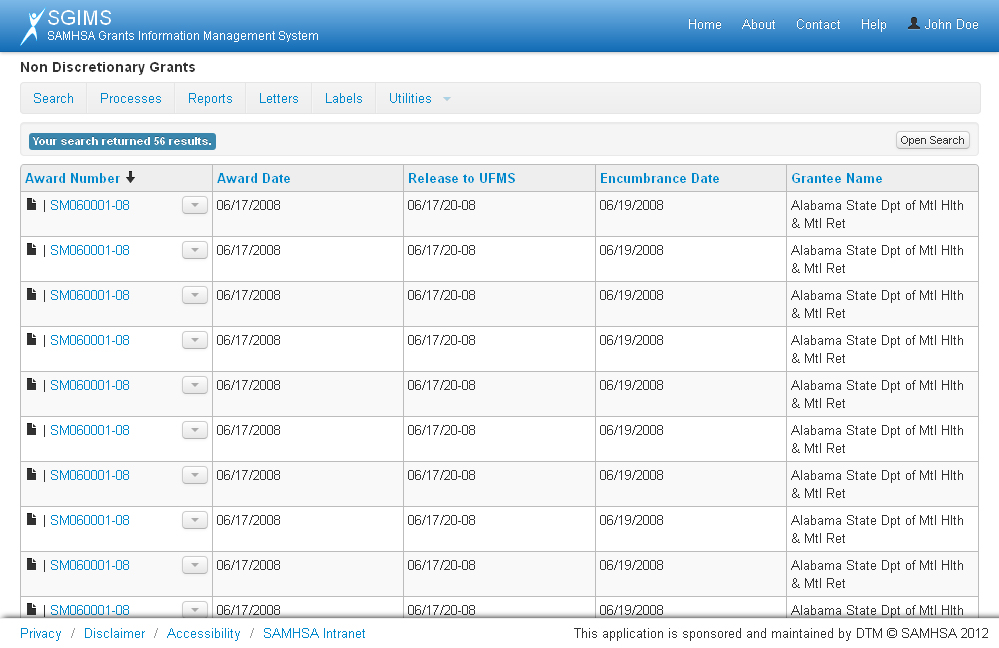 SGIMS
SAMHSA Grants Information Management System
Home About Contact Help John Doe
Non Discretionary Grants
Search Processes Reports Letters Labels Utilities
Your search returned 56 results. Open Search
Award Number Award Date Release to UFMS Encumbrance Date Grantee Name
| SM060001-08 06/17/2008 06/17/20-08 06/19/2008 Alabama State Dpt of Mtl Hlth
& Mtl Ret
| SM060001-08 06/17/2008 06/17/20-08 06/19/2008 Alabama State Dpt of Mtl Hlth
& Mtl Ret
| SM060001-08 06/17/2008 06/17/20-08 06/19/2008 Alabama State Dpt of Mtl Hlth
& Mtl Ret
| SM060001-08 06/17/2008 06/17/20-08 06/19/2008 Alabama State Dpt of Mtl Hlth
& Mtl Ret
| SM060001-08 06/17/2008 06/17/20-08 06/19/2008 Alabama State Dpt of Mtl Hlth
& Mtl Ret
| SM060001-08 06/17/2008 06/17/20-08 06/19/2008 Alabama State Dpt of Mtl Hlth
& Mtl Ret
| SM060001-08 06/17/2008 06/17/20-08 06/19/2008 Alabama State Dpt of Mtl Hlth
& Mtl Ret
| SM060001-08 06/17/2008 06/17/20-08 06/19/2008 Alabama State Dpt of Mtl Hlth
& Mtl Ret
| SM060001-08 06/17/2008 06/17/20-08 06/19/2008 Alabama State Dpt of Mtl Hlth
& Mtl Ret
| SM060001-08 06/17/2008 06/17/20-08 06/19/2008 Alabama State Dpt of Mtl Hlth
Privacy / Disclaimer / Accessibility / SAMHSA Intranet This application is sponsored and maintained by DTM © SAMHSA 2012